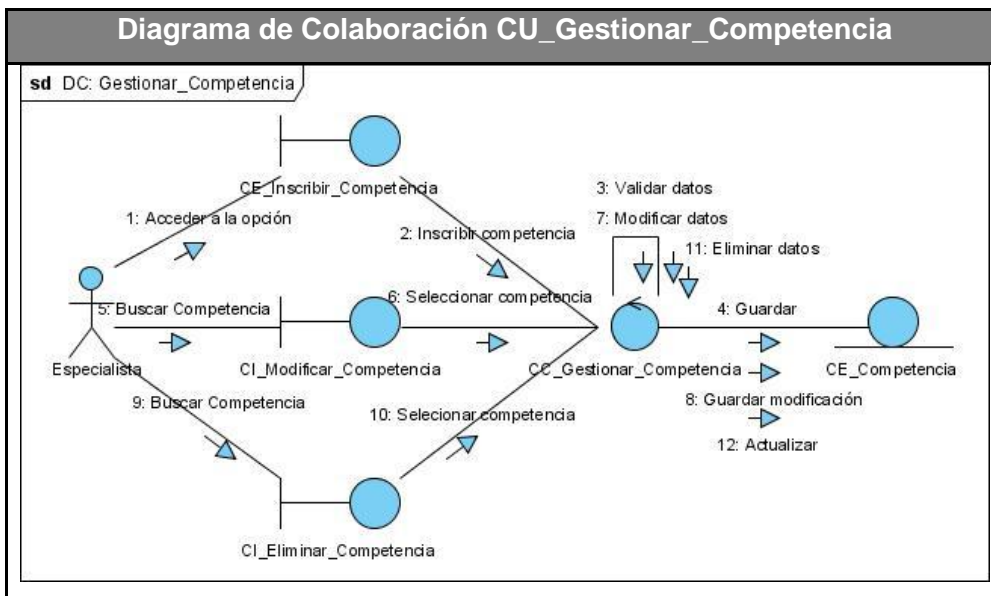 Diagrama de Colaboración CU_Gestionar_Competencia
sd DC: Gestionar_Competencia
CE_Inscribir_Competencia
3: Validar datos
1: Acceder a la opción
7: Modificar datos
2: Inscribir competencia
11: Eliminar datos
5: Buscar Competencia
6: Seleccionar competencia
4: Guardar
Especialista
CI_Modificar_Competencia
CC_Gestionar_Competencia
CE_Competencia
9: Buscar Competencia
10: Selecionar competencia
8: Guardar modificación
12: Actualizar
CI_Eliminar_Competencia